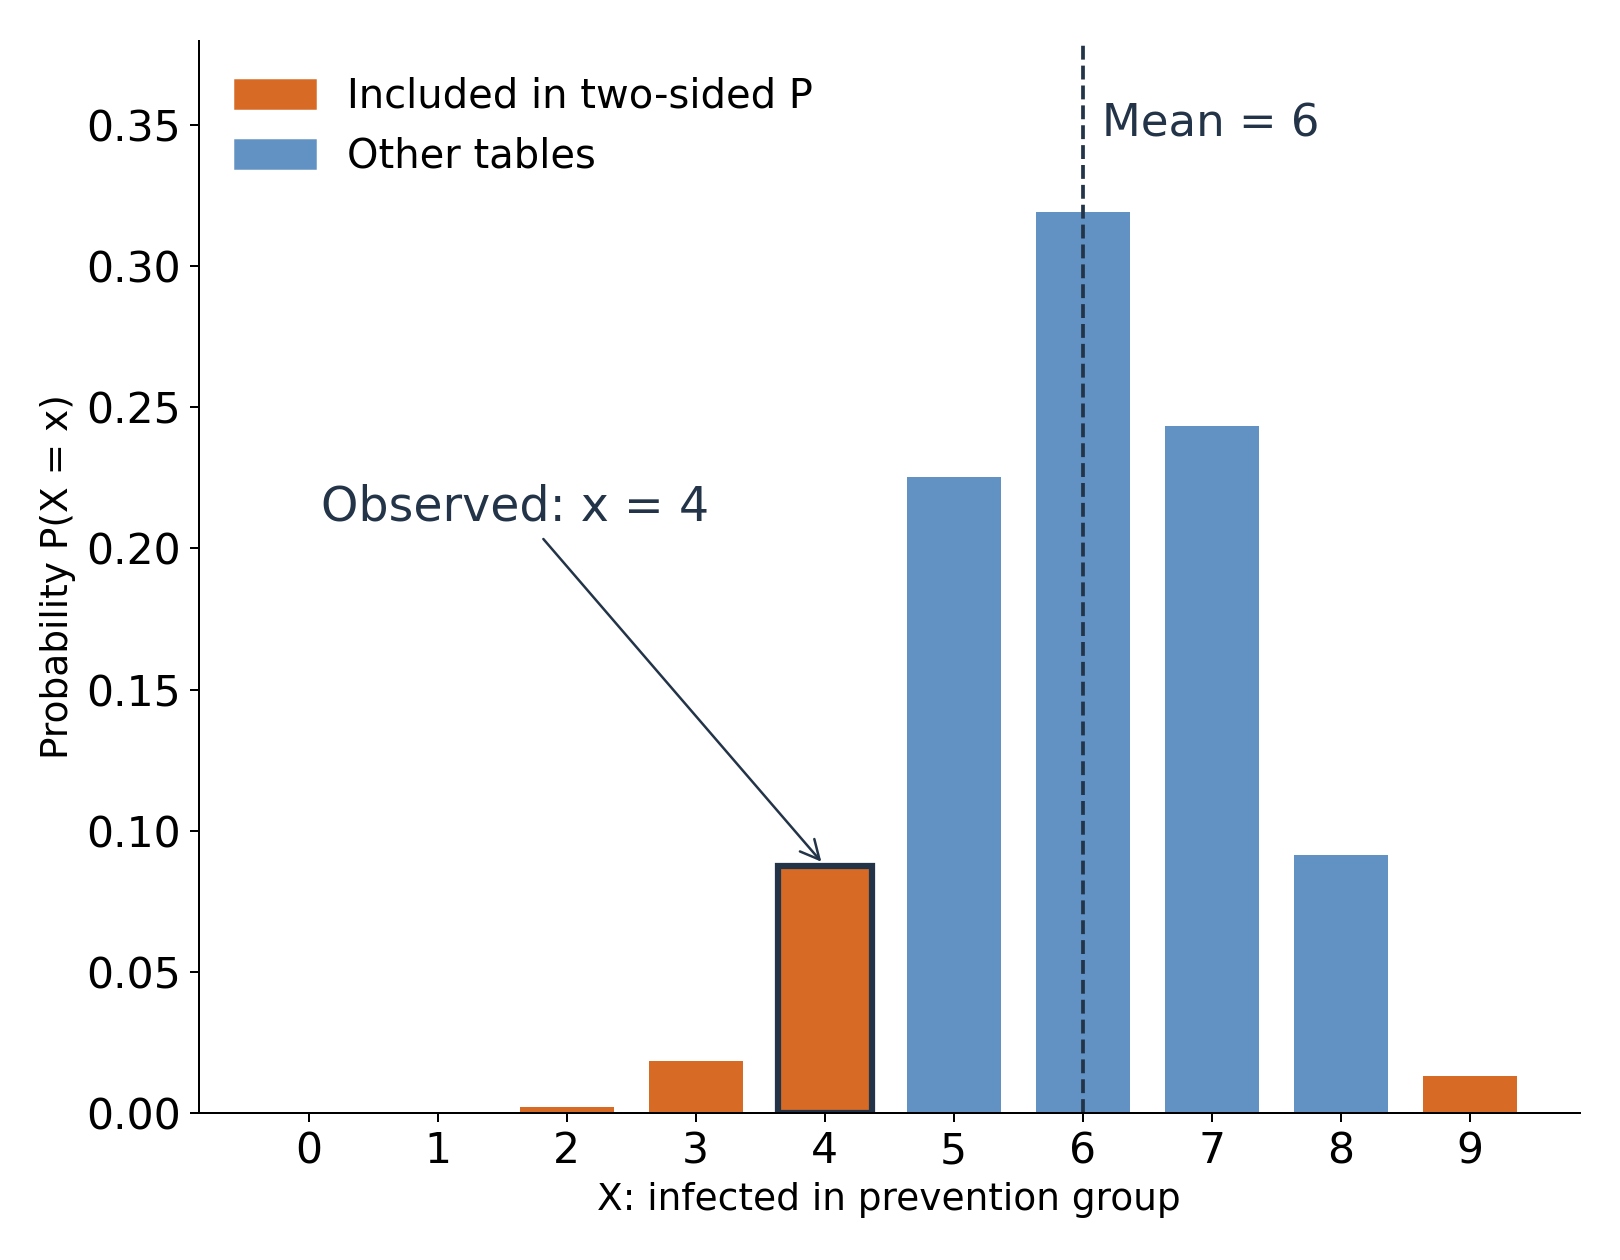 Included in two-sided P
Other tables
Mean = 6
Observed: x = 4
Probability P(X = x)
0.35
0.30
0.25
0.20
0.15
0.10
0.05
0.00
0 1 2 3 4 5 6 7 8 9
X: infected in prevention group